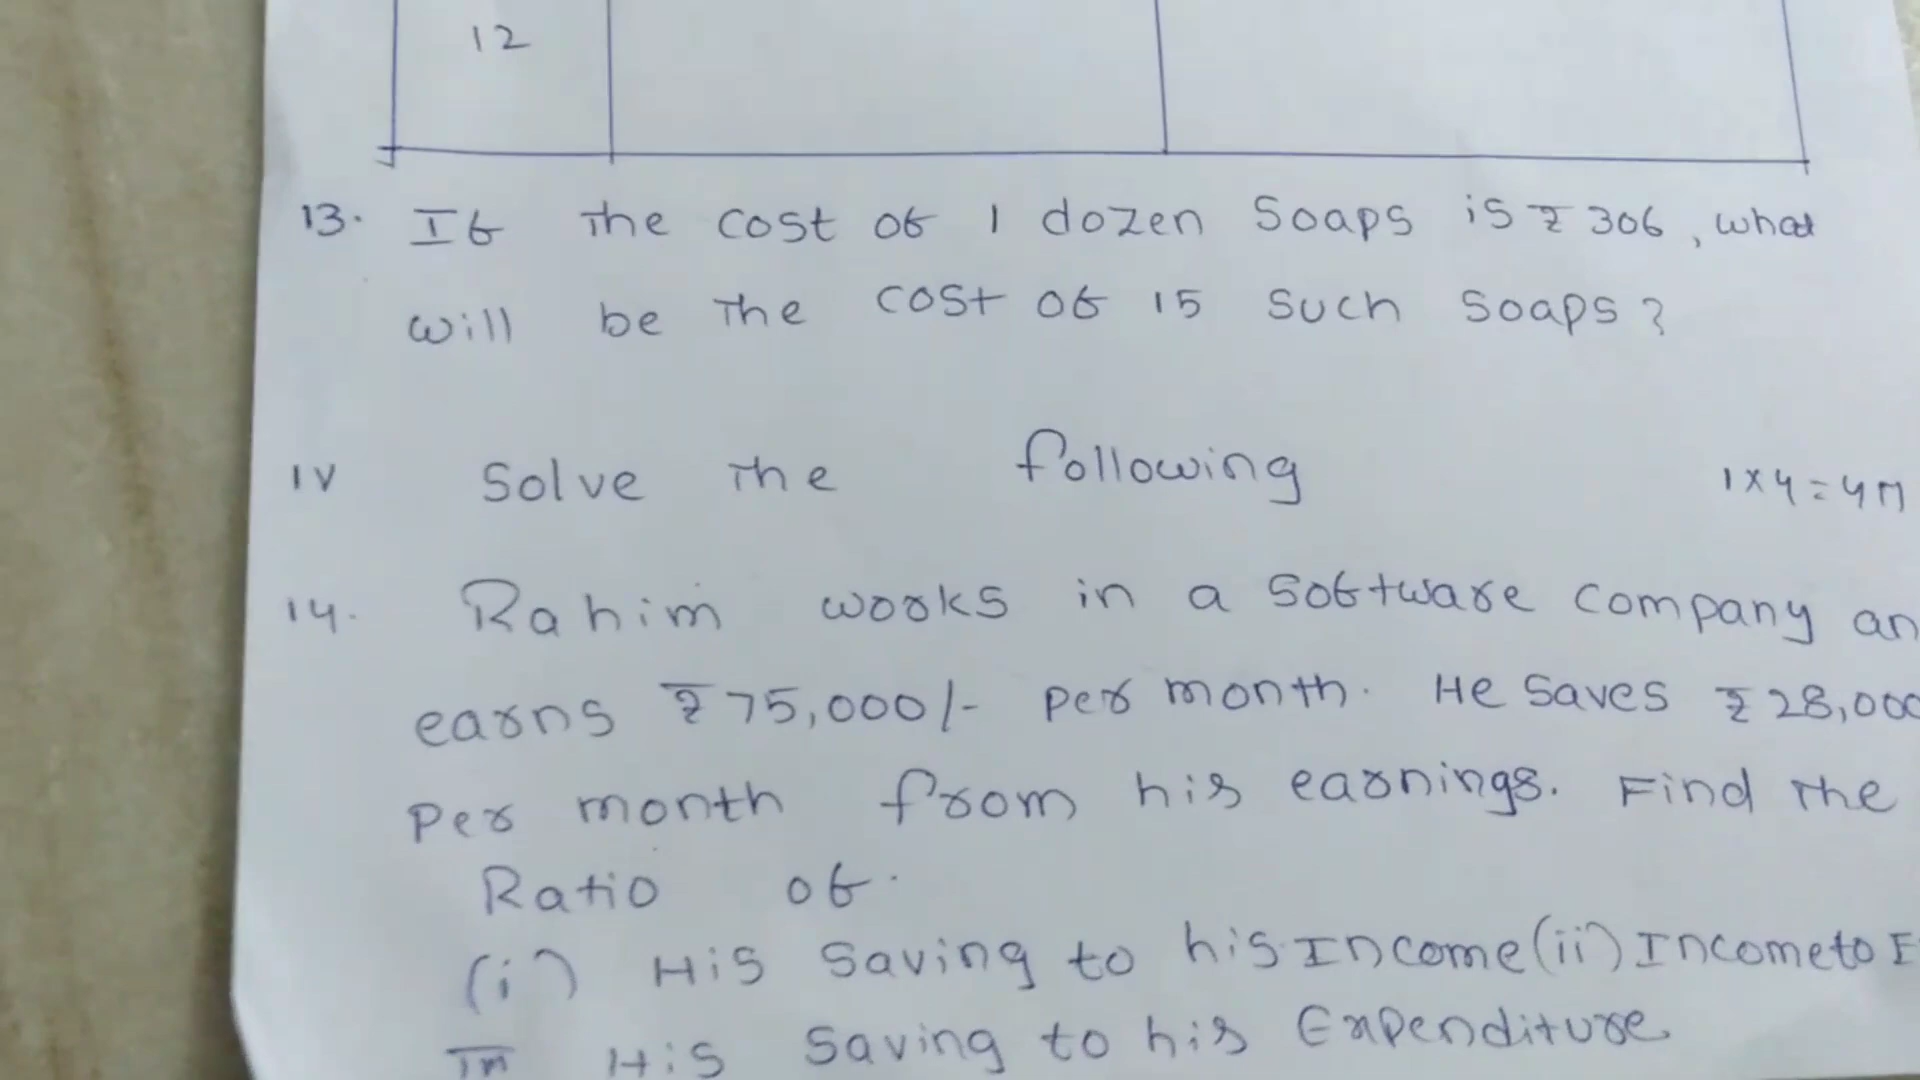 12
13. If the cost of 1 dozen Soaps is ₹ 306, what
will be the cost of 15 such soaps?
IV Solve the following 1x4=4M
14. Rahim works in a software company an
earns ₹75,000/- per month. He saves ₹28,000
per month from his earnings. Find the
Ratio of.
(i) His saving to his Income (ii) Income to E
III His saving to his Expenditure